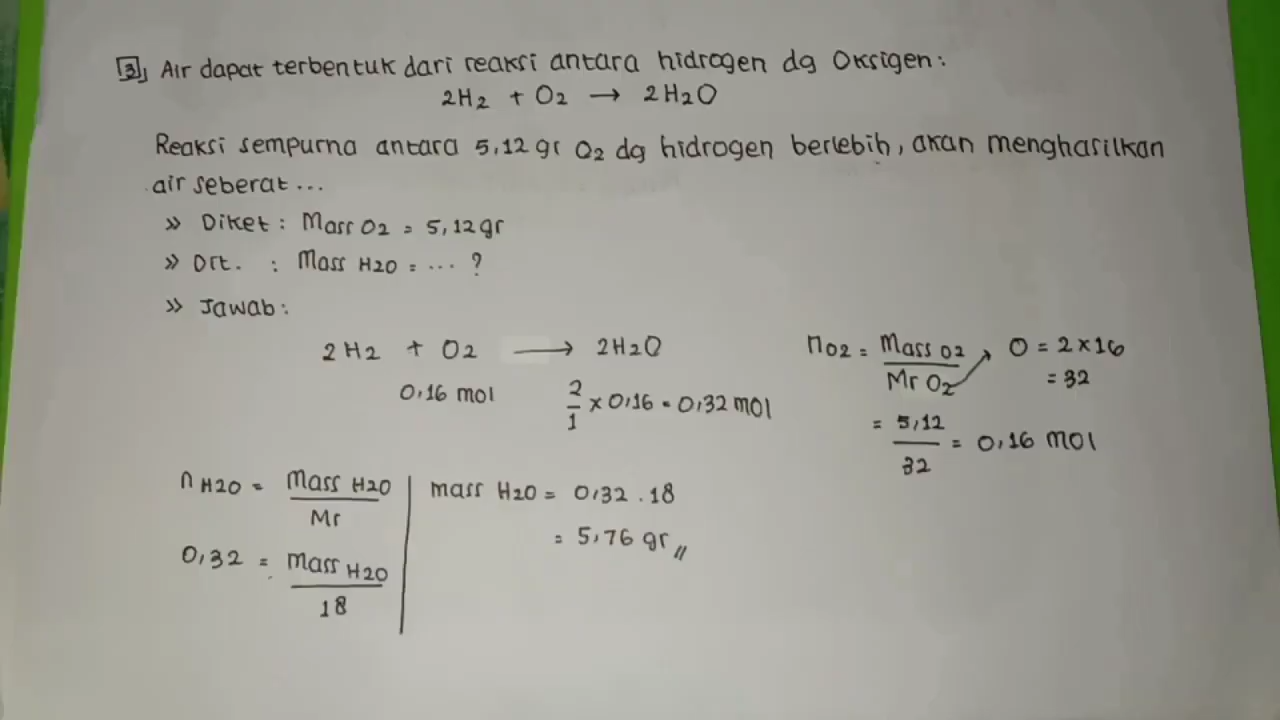 3, Air dapat terbentuk dari reaksi antara hidrogen dg Oksigen:
2H2 + O2 → 2H2O
Reaksi sempurna antara 5,12 gr O2 dg hidrogen berlebih, akan menghasilkan
air seberat...
» Diket : Mass O2 = 5,12 gr
» Dit. : Mass H2O = .... ?
» Jawab:
2H2 + O2 → 2H2O
0,16 mol 2/1 x 0,16 = 0,32 mol
nO2 = Mass O2 / Mr O2 → O = 2 x 16
= 32
= 5,12 / 32 = 0,16 mol
n H2O = Mass H2O / Mr
0,32 = Mass H2O / 18
mass H2O = 0,32 . 18
= 5,76 gr //